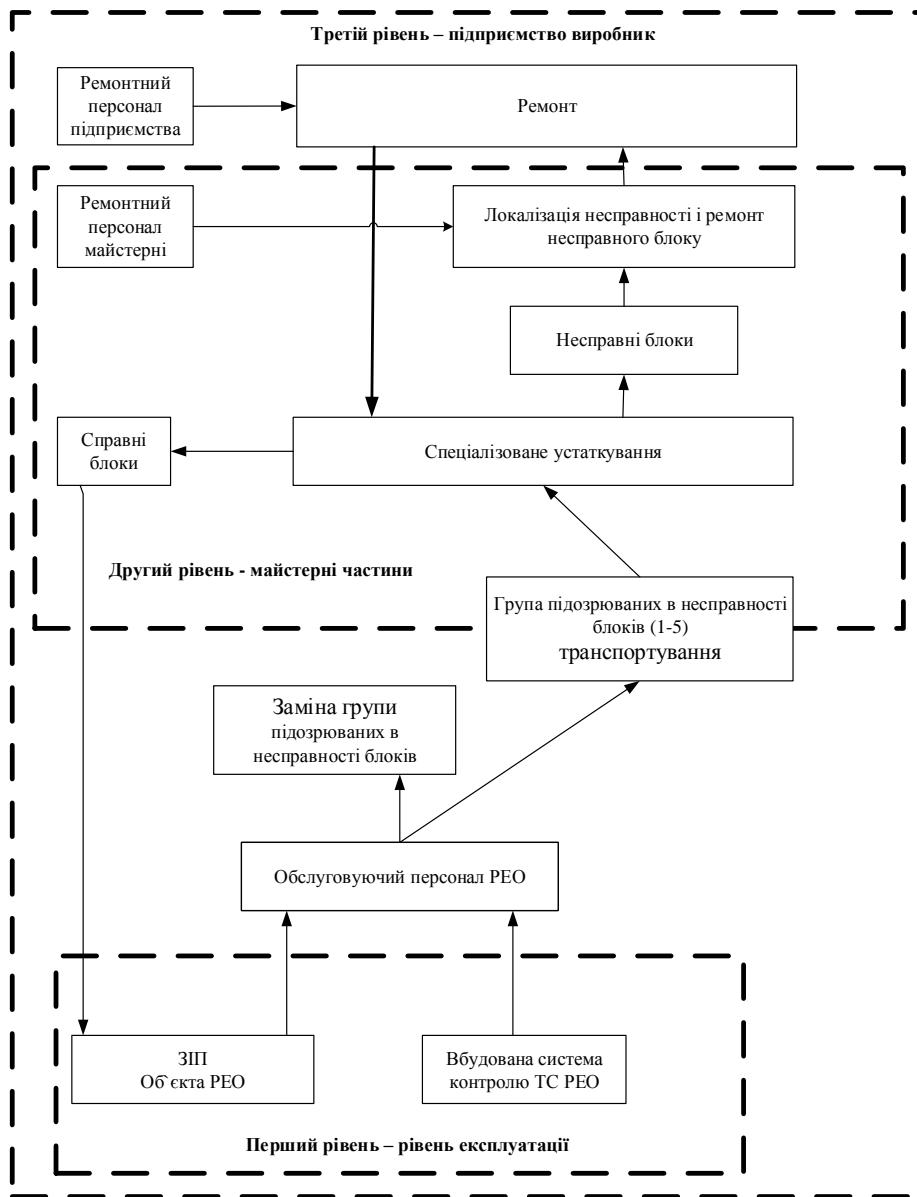 Третій рівень – підприємство виробник
Ремонтний
персонал
підприємства
Ремонт
Ремонтний
персонал
майстерні
Локалізація несправності і ремонт
несправного блоку
Несправні блоки
Справні
блоки
Спеціалізоване устаткування
Другий рівень - майстерні частини
Група підозрюваних в несправності
блоків (1-5)
транспортування
Заміна групи
підозрюваних в
несправності блоків
Обслуговуючий персонал РЕО
ЗІП
Об`єкта РЕО
Вбудована система
контролю ТС РЕО
Перший рівень – рівень експлуатації